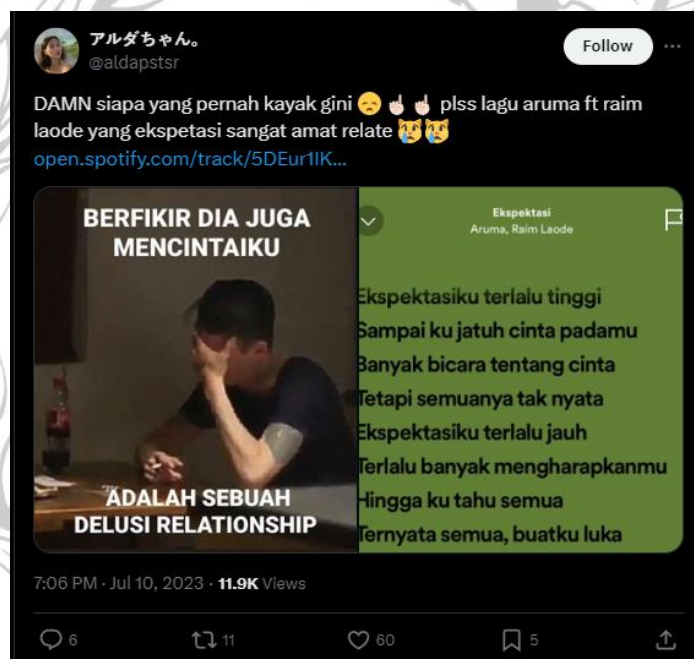 アルダちゃん。
@aldapstsr
Follow
DAMN siapa yang pernah kayak gini 😞☝🏻☝🏻 plss lagu aruma ft raim
laode yang ekspetasi sangat amat relate 😿😿
open.spotify.com/track/5DEur1lK...
BERFIKIR DIA JUGA
MENCINTAIKU
ADALAH SEBUAH
DELUSI RELATIONSHIP
Ekspektasi
Aruma, Raim Laode
Ekspektasiku terlalu tinggi
Sampai ku jatuh cinta padamu
Banyak bicara tentang cinta
Tetapi semuanya tak nyata
Ekspektasiku terlalu jauh
Terlalu banyak mengharapkanmu
Hingga ku tahu semua
Ternyata semua, buatku luka
7:06 PM · Jul 10, 2023 · 11.9K Views
6
11
60
5